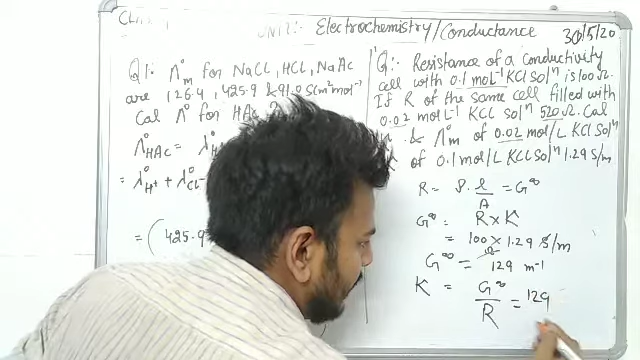 CLASS
UNIT: Electrochemistry/Conductance
30/5/20
Q1: Λ°m for NaCl, HCl, NaAc
are 126.4, 425.9 & 91.0 S cm² mol⁻¹
Cal Λ° for HAc
Λ°HAc =
= λ°H⁺ + λ°Cl⁻
= (425.9
Q: Resistance of a conductivity
cell with 0.1 mol L⁻¹ KCl Solⁿ is 100 Ω.
If R of the same cell filled with
0.02 mol L⁻¹ KCl Solⁿ 520 Ω. Cal
& Λ°m of 0.02 mol/L KCl Solⁿ
of 0.1 mol/L KCl Solⁿ 1.29 S/m
R = ρ. l/A = G∞
G∞ = R × K
= 100 × 1.29 S/m
G∞ = 129 m⁻¹
K = G∞/R = 129